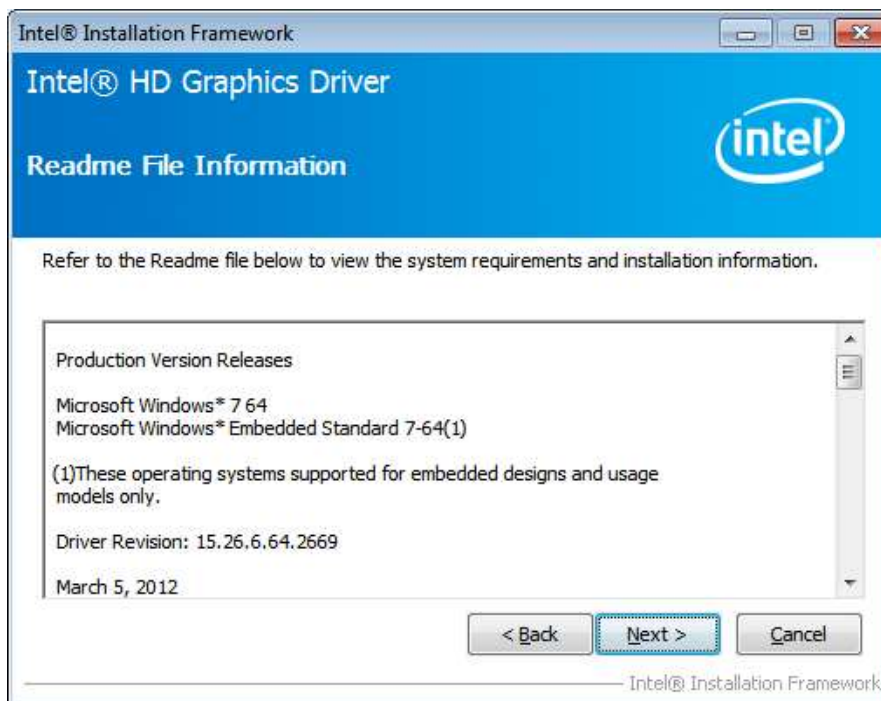 Intel® Installation Framework
Intel® HD Graphics Driver
intel
Readme File Information
Refer to the Readme file below to view the system requirements and installation information.
Production Version Releases
Microsoft Windows* 7 64
Microsoft Windows* Embedded Standard 7-64(1)
(1)These operating systems supported for embedded designs and usage
models only.
Driver Revision: 15.26.6.64.2669
March 5, 2012
< Back
Next >
Cancel
Intel® Installation Framework